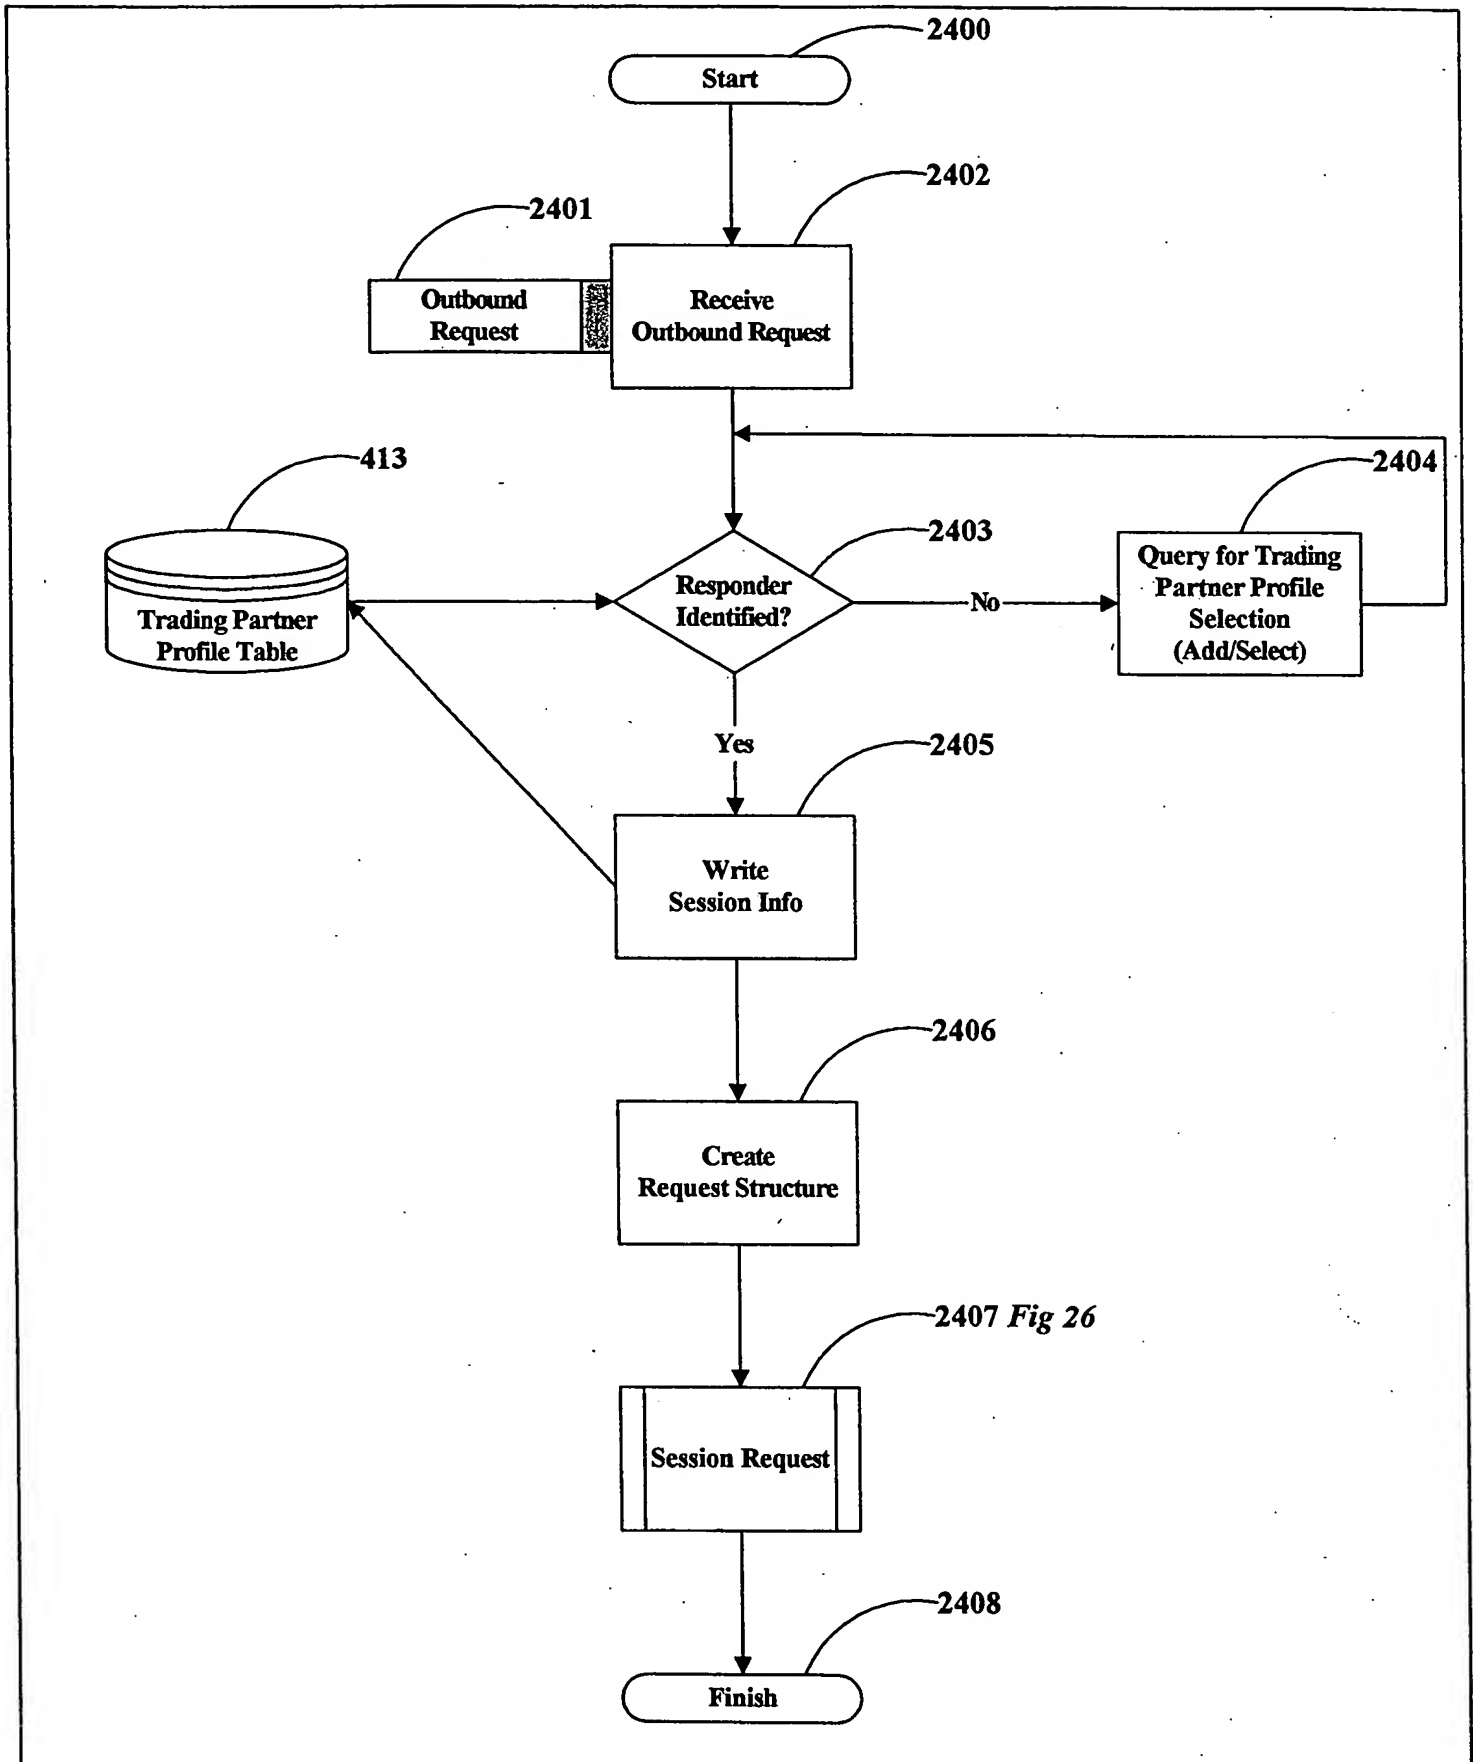 2400
Start
2402
2401
Outbound
Request
Receive
Outbound Request
413
2404
2403
Trading Partner
Profile Table
Responder
Identified?
No
Query for Trading
Partner Profile
Selection
(Add/Select)
Yes
2405
Write
Session Info
2406
Create
Request Structure
2407 Fig 26
Session Request
2408
Finish